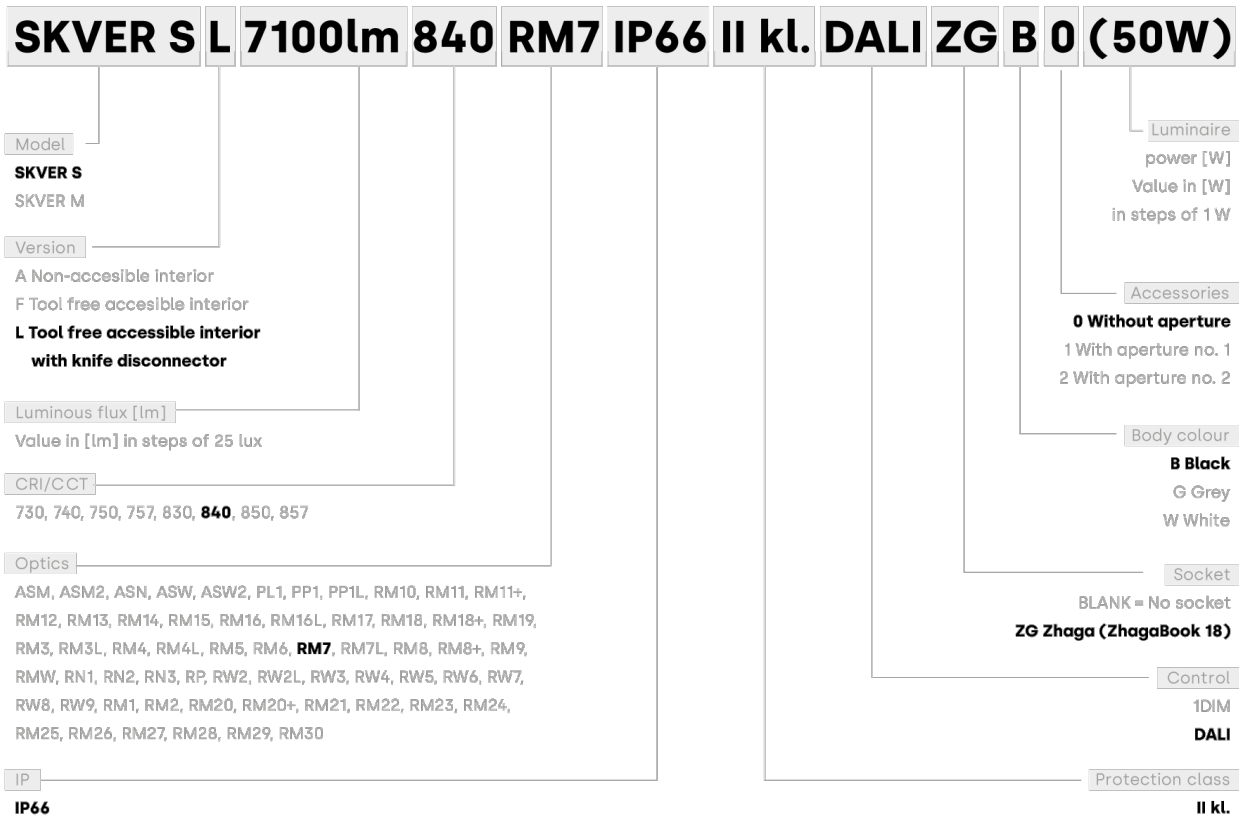 SKVER S L 7100lm 840 RM7 IP66 II kl. DALI ZG B 0 (50W)
Model
SKVER S
SKVER M
Version
A Non-accesible interior
F Tool free accesible interior
L Tool free accessible interior
with knife disconnector
Luminous flux [lm]
Value in [lm] in steps of 25 lux
CRI/CCT
730, 740, 750, 757, 830, 840, 850, 857
Optics
ASM, ASM2, ASN, ASW, ASW2, PL1, PP1, PP1L, RM10, RM11, RM11+,
RM12, RM13, RM14, RM15, RM16, RM16L, RM17, RM18, RM18+, RM19,
RM3, RM3L, RM4, RM4L, RM5, RM6, RM7, RM7L, RM8, RM8+, RM9,
RMW, RN1, RN2, RN3, RP, RW2, RW2L, RW3, RW4, RW5, RW6, RW7,
RW8, RW9, RM1, RM2, RM20, RM20+, RM21, RM22, RM23, RM24,
RM25, RM26, RM27, RM28, RM29, RM30
IP
IP66
Luminaire
power [W]
Value in [W]
in steps of 1 W
Accessories
0 Without aperture
1 With aperture no. 1
2 With aperture no. 2
Body colour
B Black
G Grey
W White
Socket
BLANK = No socket
ZG Zhaga (ZhagaBook 18)
Control
1DIM
DALI
Protection class
II kl.